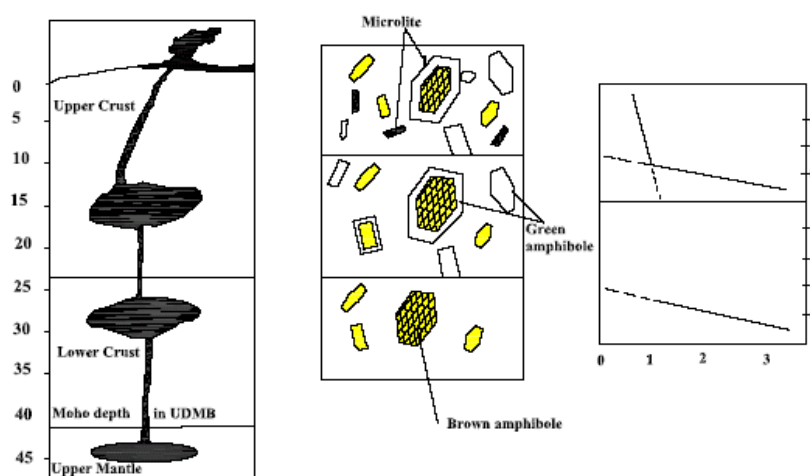 Microlite
0
Upper Crust
5
10
15
20
25
30
Lower Crust
35
40
Moho depth in UDMB
45
Upper Mantle
Green
amphibole
Brown amphibole
0 1 2 3